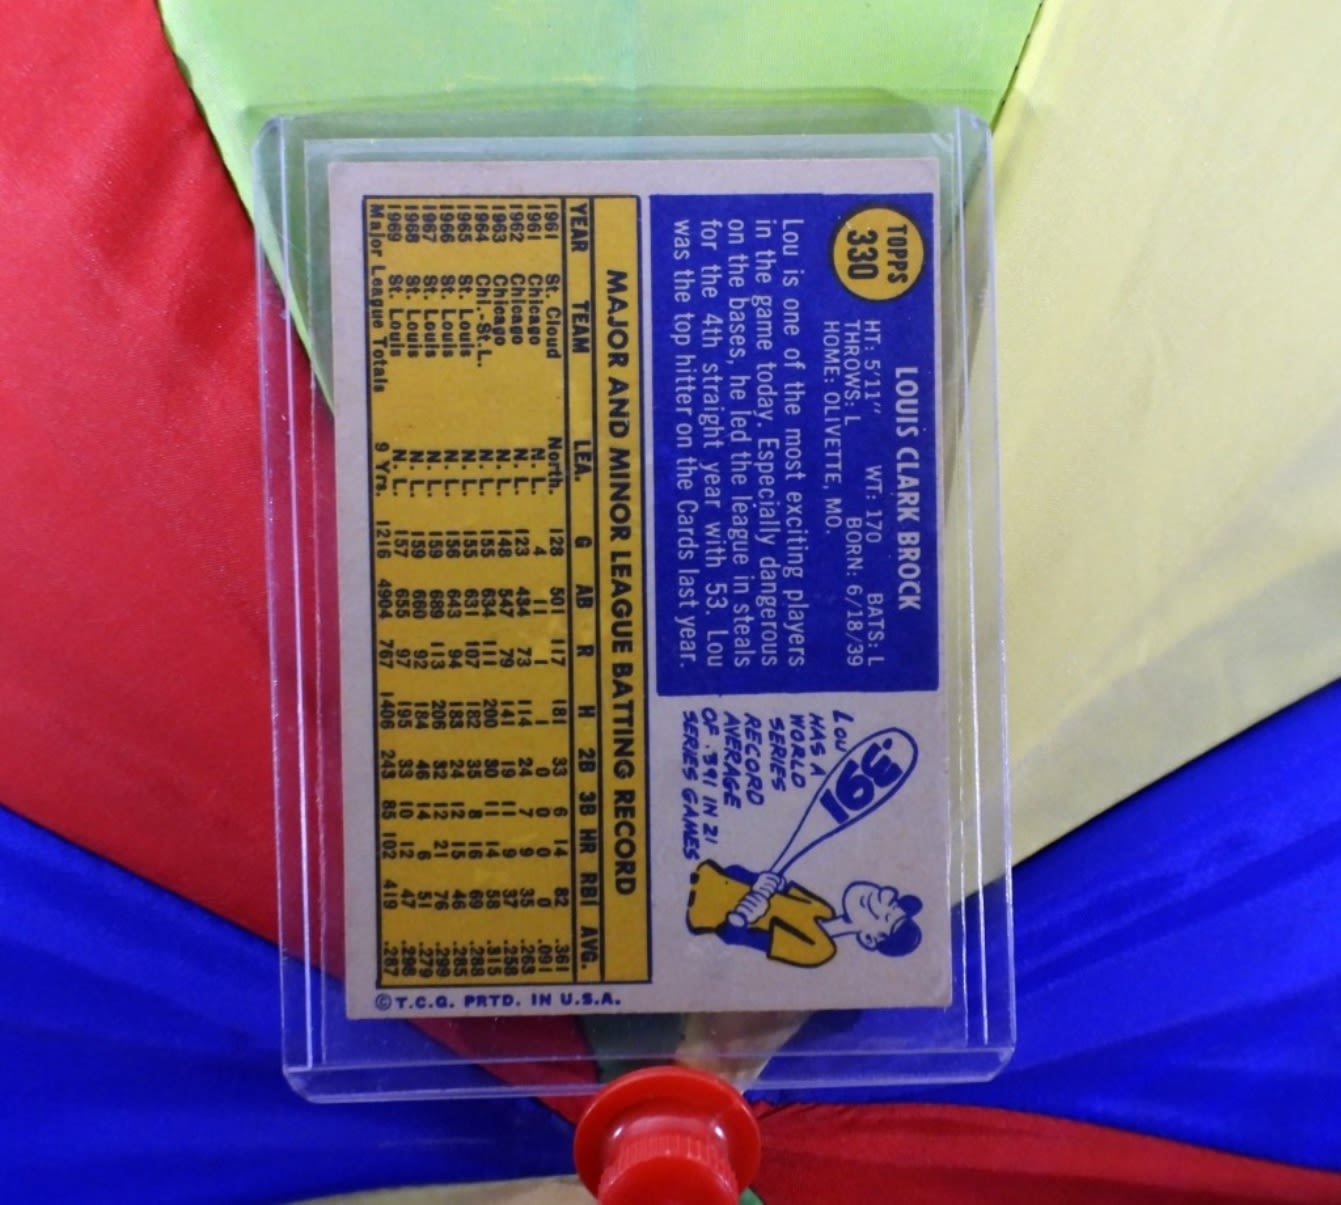 TOPPS
330
LOUIS CLARK BROCK
HT: 5'11" WT: 170 BATS: L
THROWS: L BORN: 6/18/39
HOME: OLIVETTE, MO.
Lou is one of the most exciting players
in the game today. Especially dangerous
on the bases, he led the league in steals
for the 4th straight year with 53. Lou
was the top hitter on the Cards last year.
.391
LOU
HAS A
WORLD
SERIES
RECORD
AVERAGE
OF .391 IN 21
SERIES GAMES
MAJOR AND MINOR LEAGUE BATTING RECORD
YEAR TEAM LEA. G AB R H 2B 3B HR RBI AVG.
1961 St. Cloud North. 128 501 117 181 33 6 14 82 .361
1961 Chicago N. L. 4 11 1 1 0 0 0 0 .091
1962 Chicago N. L. 123 434 73 114 24 7 9 35 .263
1963 Chicago N. L. 148 547 79 141 19 11 9 37 .258
1964 Chi.-St.L. N. L. 155 634 111 200 30 11 14 58 .315
1965 St. Louis N. L. 155 631 107 182 35 8 16 69 .288
1966 St. Louis N. L. 156 643 94 183 24 12 15 46 .285
1967 St. Louis N. L. 159 689 113 206 32 12 21 76 .299
1968 St. Louis N. L. 159 660 92 184 46 14 6 51 .279
1969 St. Louis N. L. 157 655 97 195 33 10 12 47 .298
Major League Totals 9 Yrs. 1216 4904 767 1406 243 85 102 419 .287
©T.C.G. PRTD. IN U.S.A.